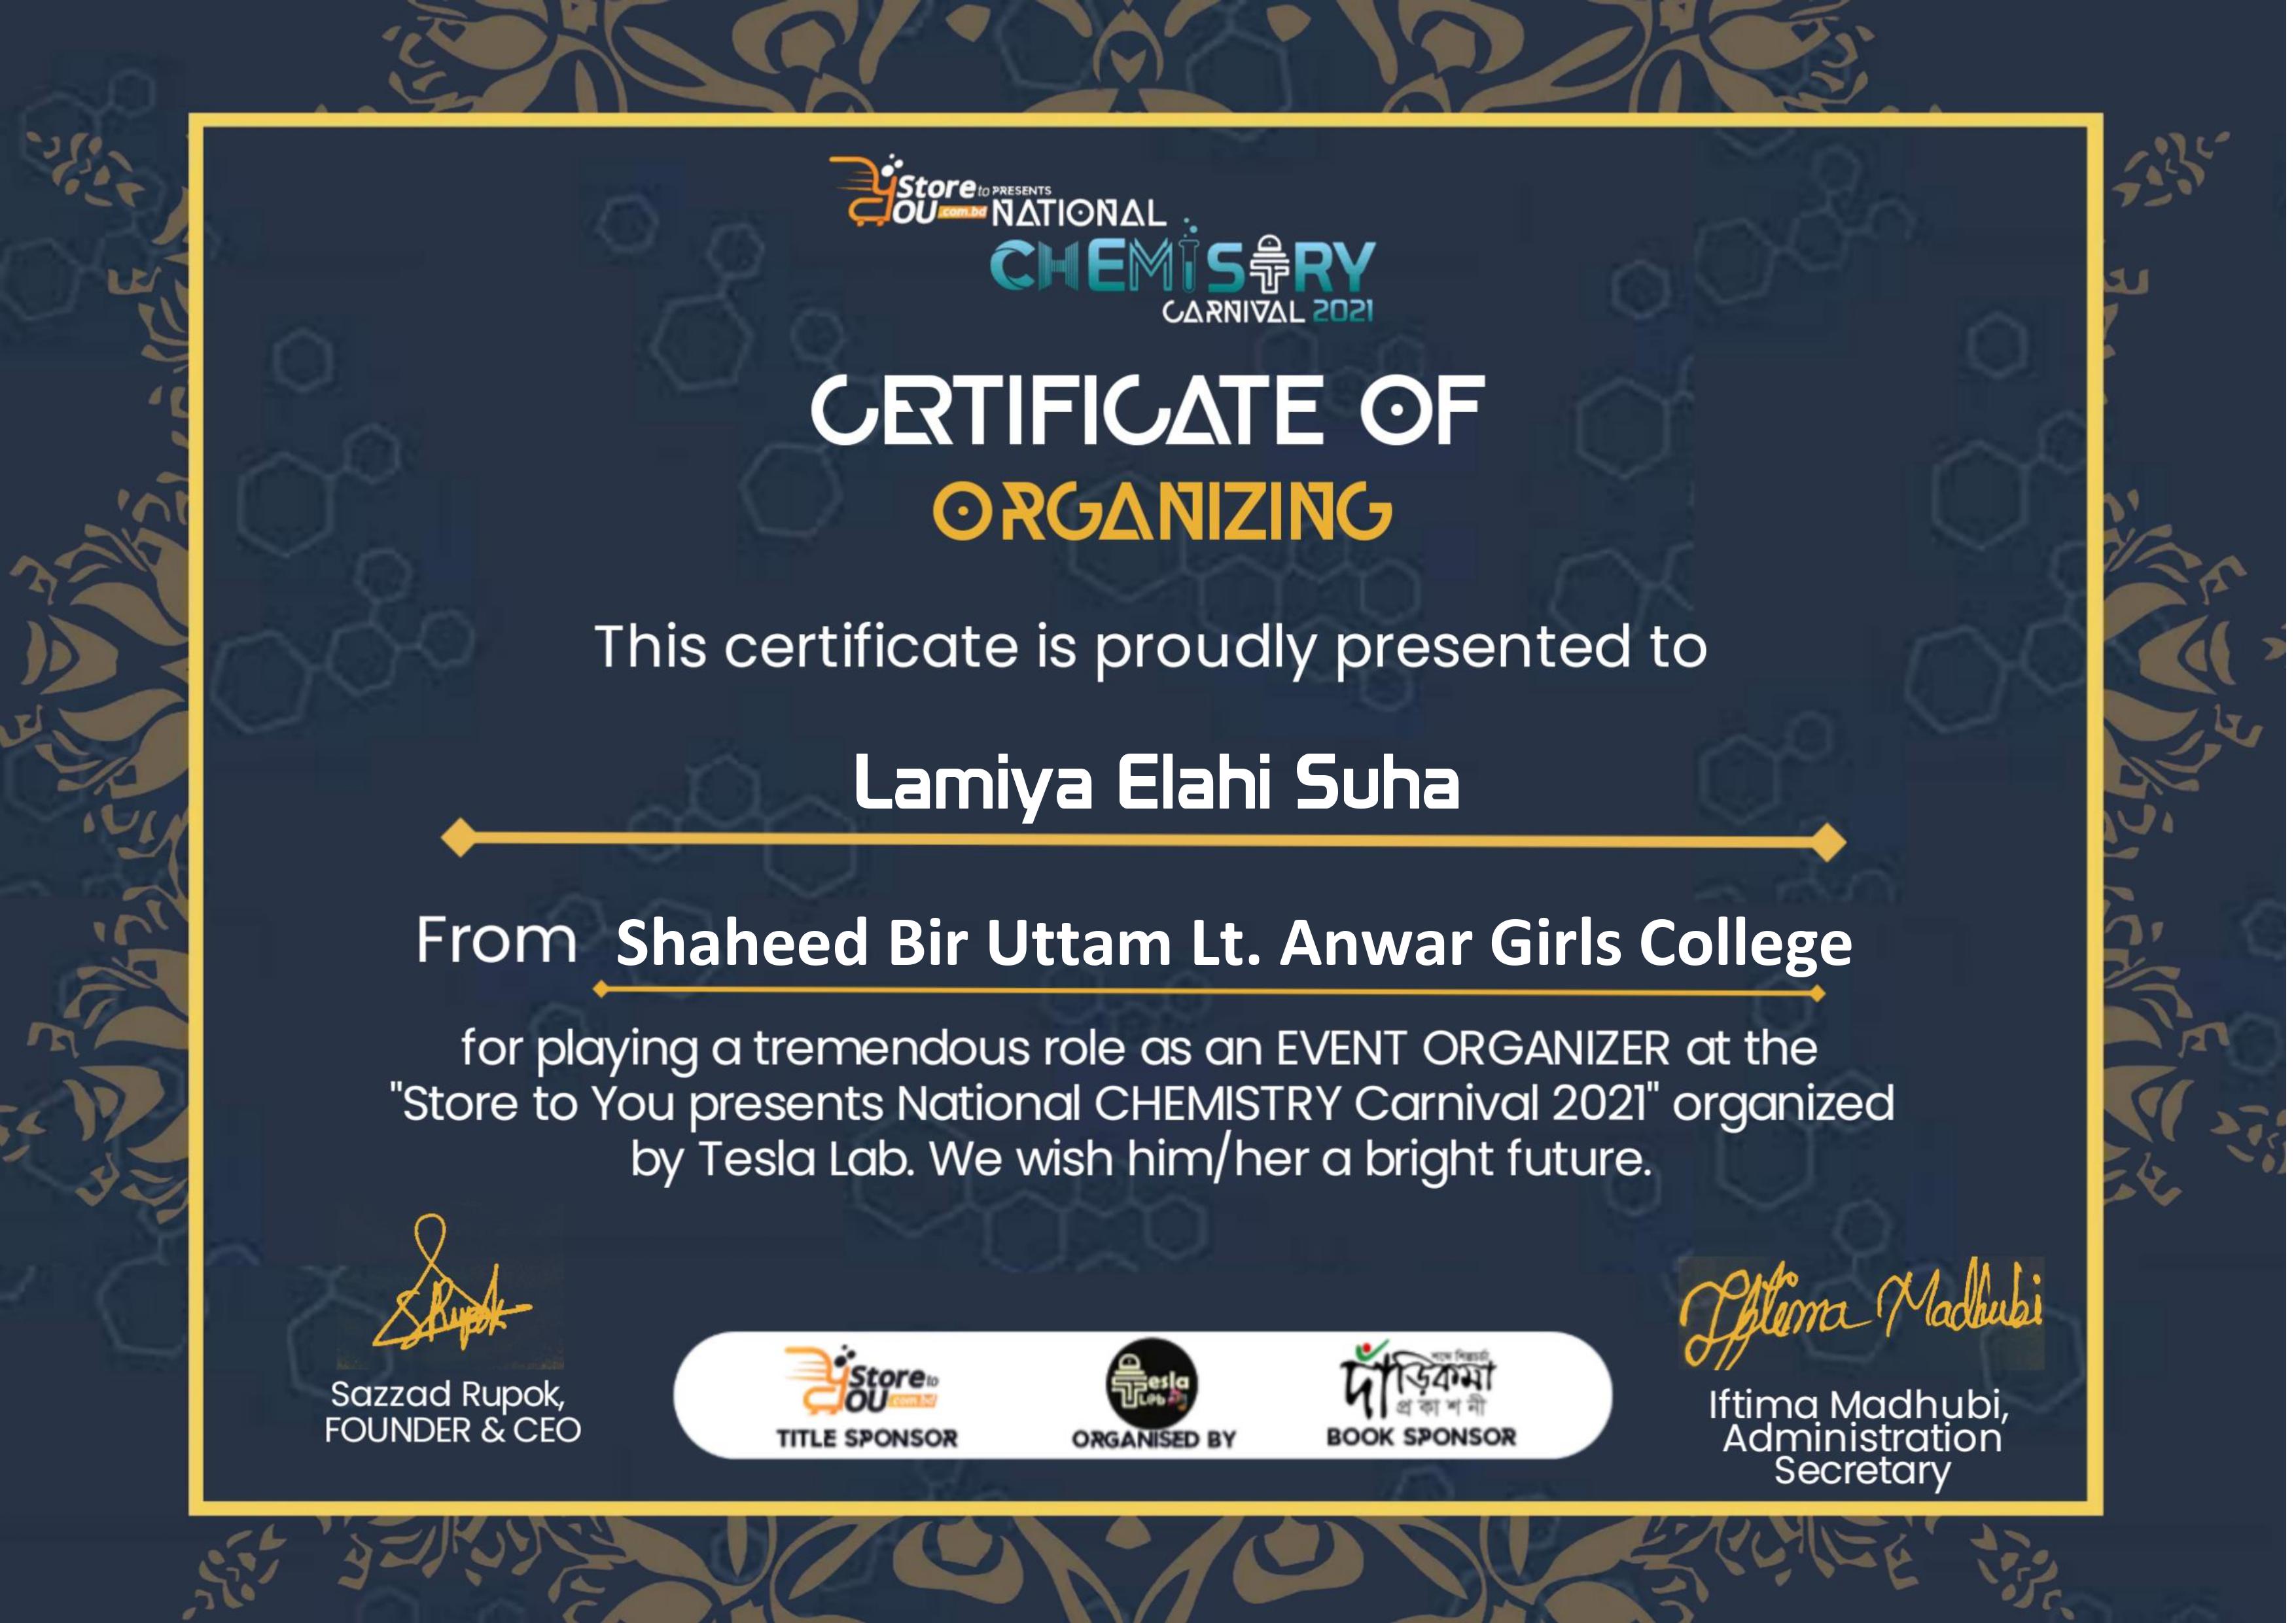 Store to PRESENTS
YOU .com.bd NATIONAL
CHEMISTRY
CARNIVAL 2021
CERTIFICATE OF
ORGANIZING
This certificate is proudly presented to
Lamiya Elahi Suha
From Shaheed Bir Uttam Lt. Anwar Girls College
for playing a tremendous role as an EVENT ORGANIZER at the
"Store to You presents National CHEMISTRY Carnival 2021" organized
by Tesla Lab. We wish him/her a bright future.
S Rupok
Sazzad Rupok,
FOUNDER & CEO
Store to
YOU .com.bd
TITLE SPONSOR
Tesla
Lab
ORGANISED BY
দাঁড়িকমা
প্রকাশনী
BOOK SPONSOR
Iftima Madhubi
Iftima Madhubi,
Administration
Secretary